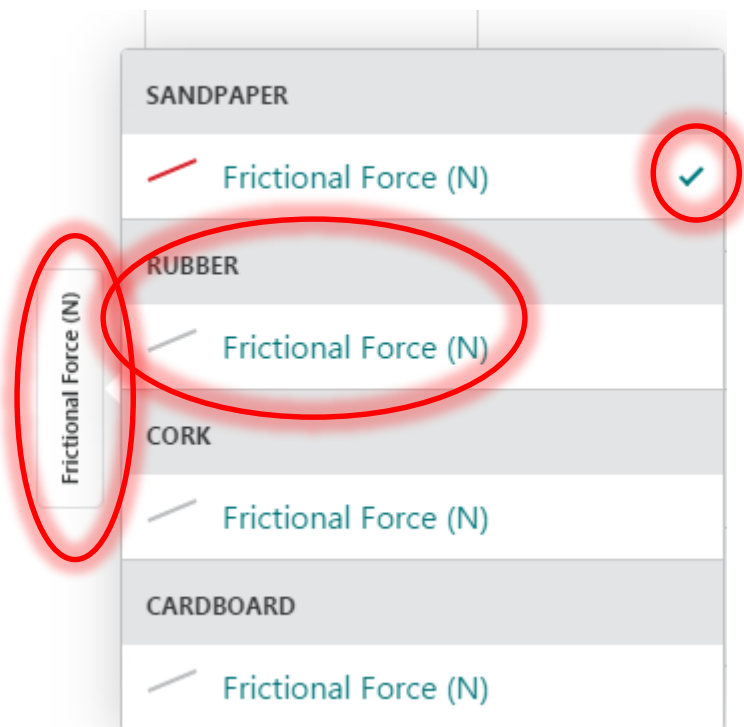 SANDPAPER
Frictional Force (N)
RUBBER
Frictional Force (N)
Frictional Force (N)
CORK
Frictional Force (N)
CARDBOARD
Frictional Force (N)